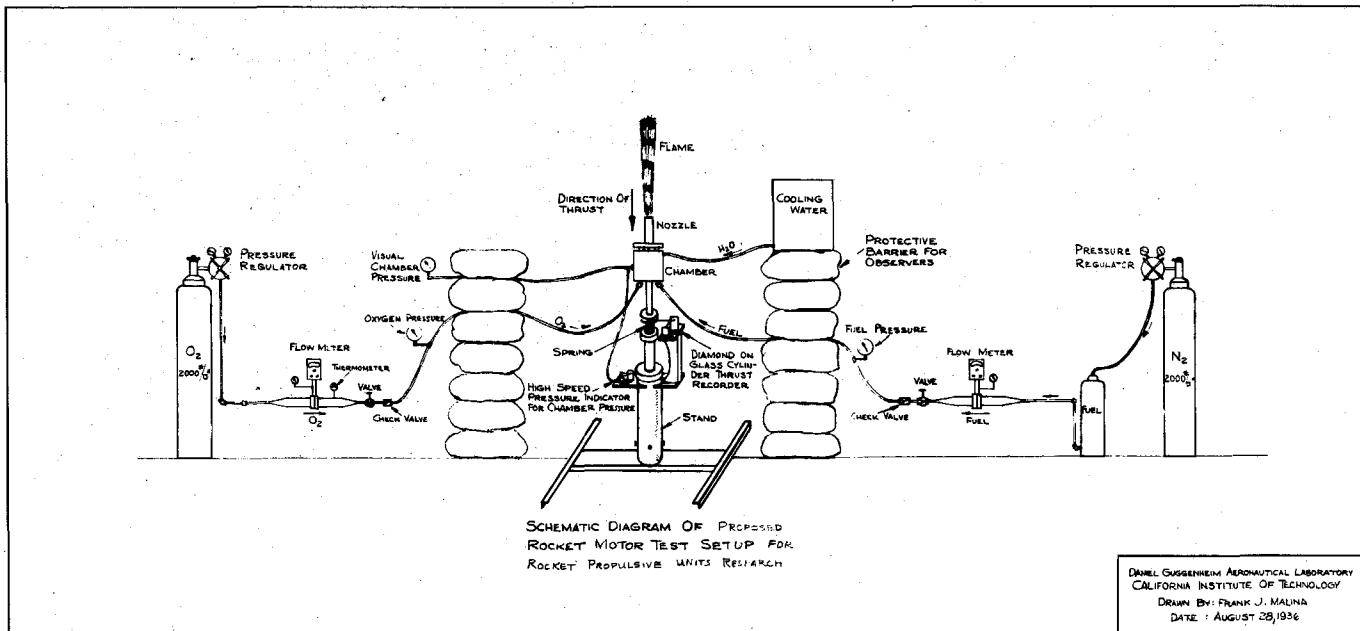 FLAME
DIRECTION OF
THRUST
NOZZLE
COOLING
WATER
H₂O
PRESSURE
REGULATOR
VISUAL
CHAMBER
PRESSURE
CHAMBER
PROTECTIVE
BARRIER FOR
OBSERVERS
PRESSURE
REGULATOR
OXYGEN PRESSURE
O₂
FUEL
FUEL PRESSURE
O₂
2000 #/□"
FLOW METER
THERMOMETER
VALVE
CHECK VALVE
O₂
SPRING
DIAMOND ON
GLASS CYLIN-
DER THRUST
RECORDER
HIGH SPEED
PRESSURE INDICATOR
FOR CHAMBER PRESSURE
STAND
FLOW METER
VALVE
CHECK VALVE
FUEL
FUEL
N₂
2000 #/□"
SCHEMATIC DIAGRAM OF PROPOSED
ROCKET MOTOR TEST SETUP FOR
ROCKET PROPULSIVE UNITS RESEARCH
DANIEL GUGGENHEIM AERONAUTICAL LABORATORY
CALIFORNIA INSTITUTE OF TECHNOLOGY
DRAWN BY: FRANK J. MALINA
DATE : AUGUST 28, 1936